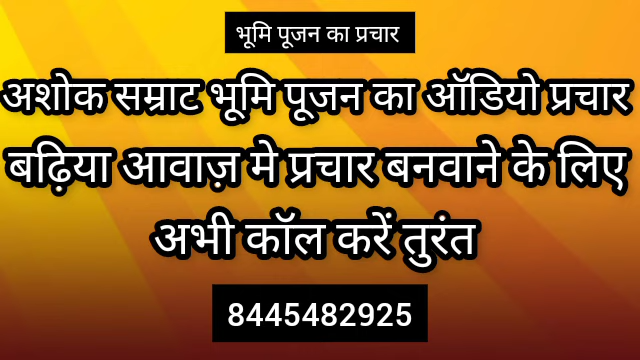 भूमि पूजन का प्रचार
अशोक सम्राट भूमि पूजन का ऑडियो प्रचार
बढ़िया आवाज़ मे प्रचार बनवाने के लिए
अभी कॉल करें तुरंत
8445482925